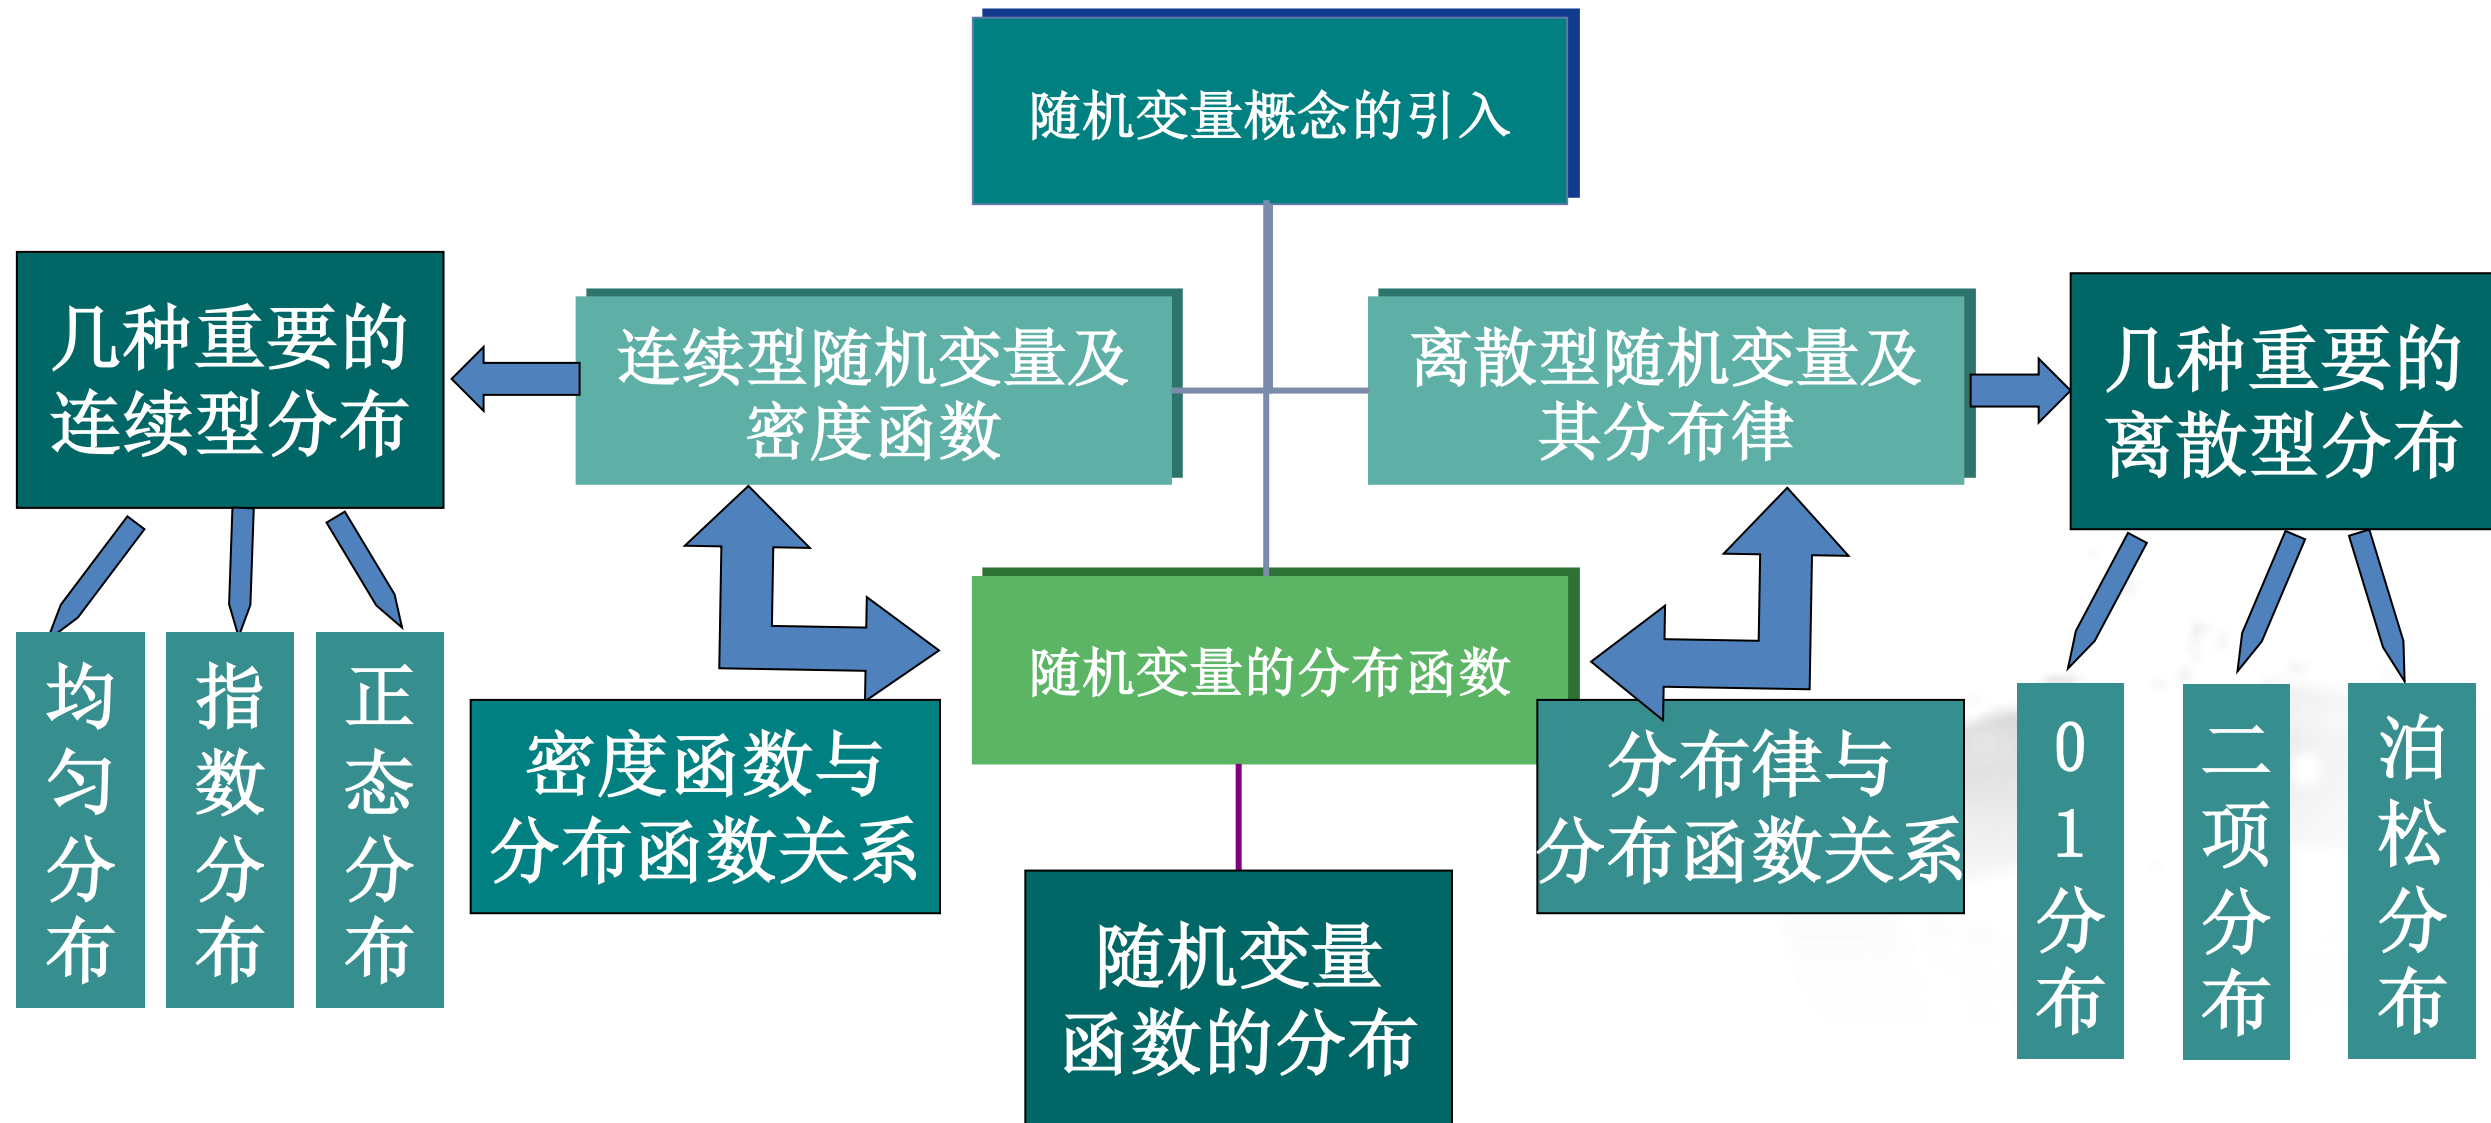 随机变量概念的引入
几种重要的
连续型分布
连续型随机变量及
密度函数
离散型随机变量及
其分布律
几种重要的
离散型分布
均匀分布
指数分布
正态分布
密度函数与
分布函数关系
随机变量的分布函数
分布律与
分布函数关系
01分布
二项分布
泊松分布
随机变量
函数的分布